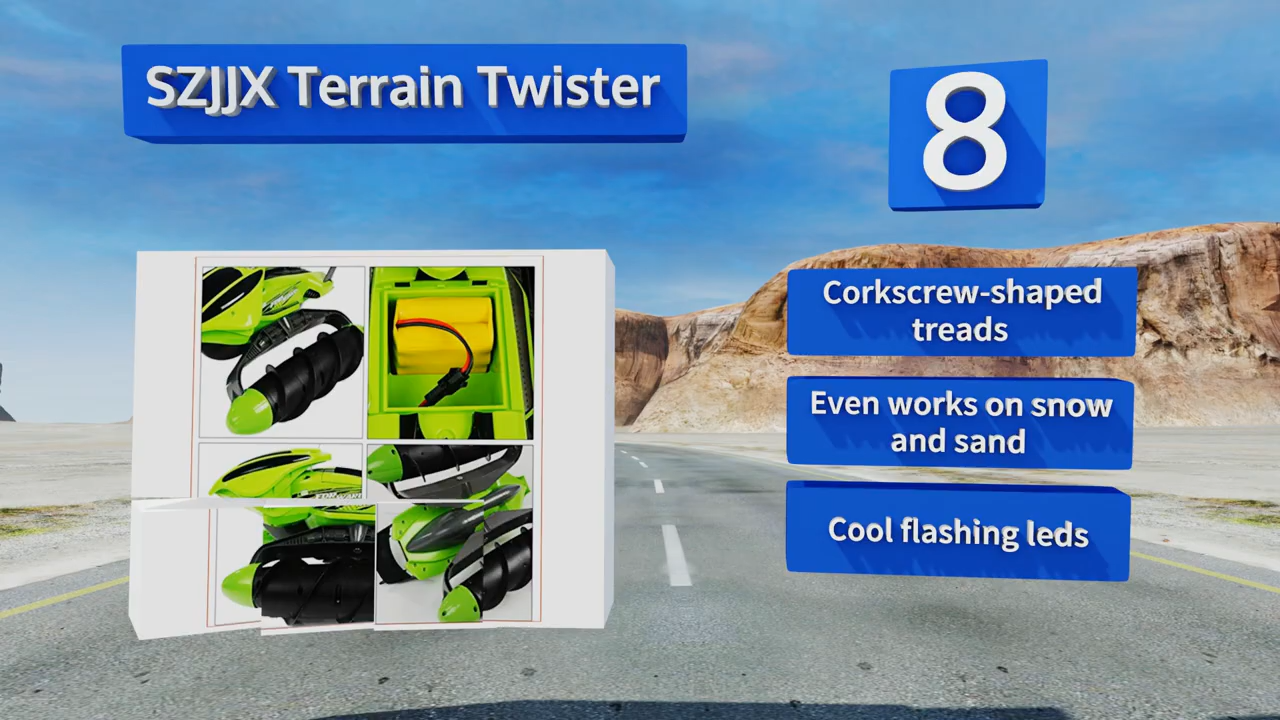 SZJJX Terrain Twister
8
Corkscrew-shaped
treads
Even works on snow
and sand
Cool flashing leds